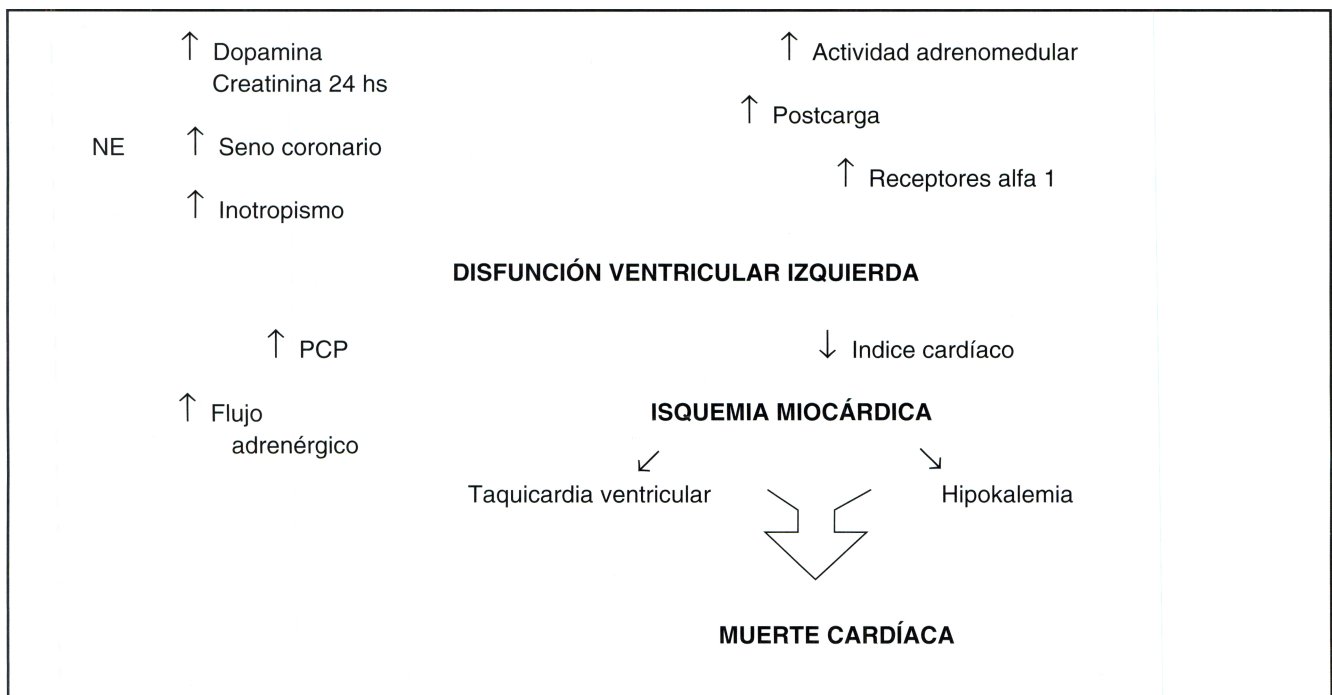 ↑ Dopamina
Creatinina 24 hs
↑ Actividad adrenomedular
↑ Postcarga
NE ↑ Seno coronario
↑ Receptores alfa 1
↑ Inotropismo
DISFUNCIÓN VENTRICULAR IZQUIERDA
↑ PCP
↓ Indice cardíaco
↑ Flujo
adrenérgico
ISQUEMIA MIOCÁRDICA
Taquicardia ventricular
Hipokalemia
MUERTE CARDÍACA